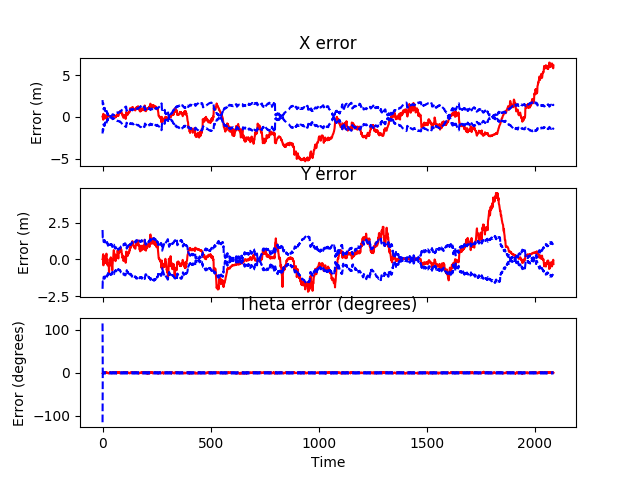 X error
Error (m)
5
0
−5
Y error
Error (m)
2.5
0.0
−2.5
Theta error (degrees)
Error (degrees)
100
0
−100
0 500 1000 1500 2000
Time